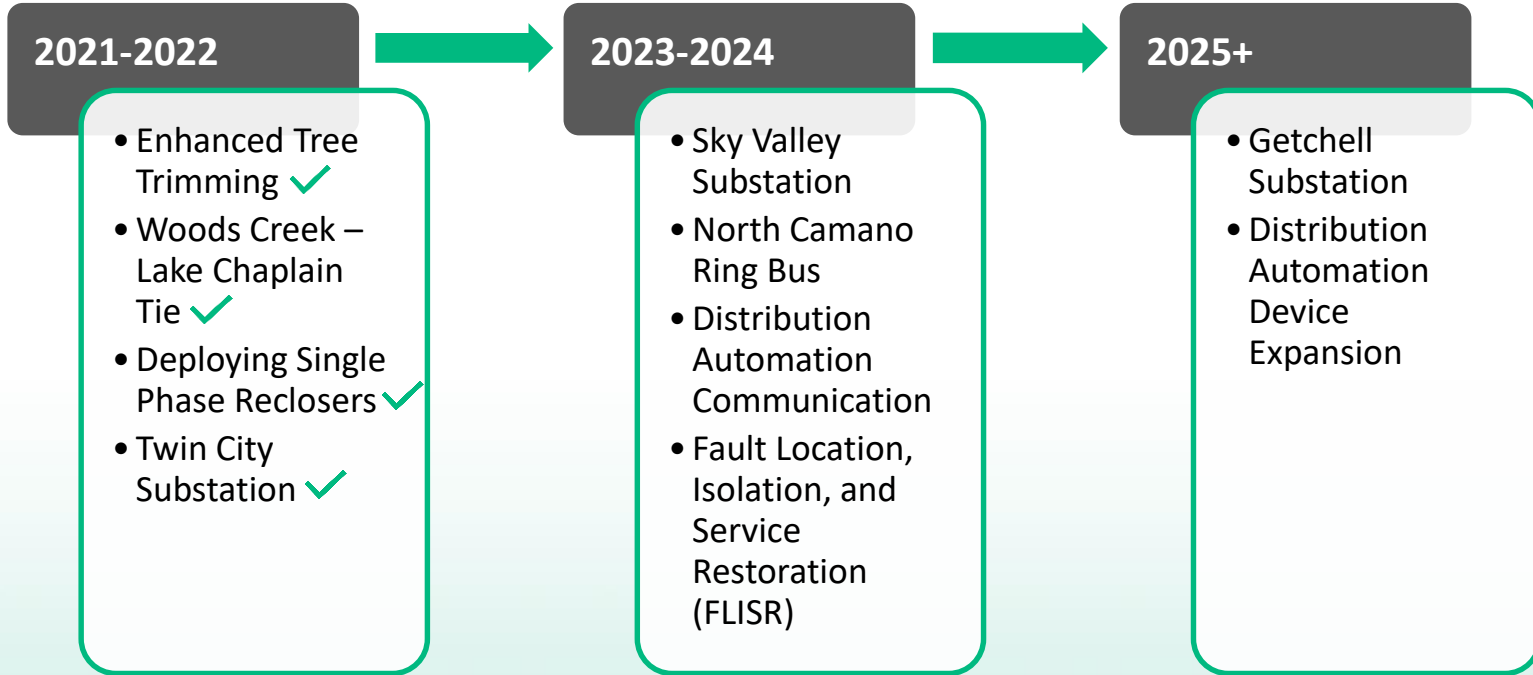 2021-2022
• Enhanced Tree
Trimming ✓
• Woods Creek –
Lake Chaplain
Tie ✓
• Deploying Single
Phase Reclosers ✓
• Twin City
Substation ✓
2023-2024
• Sky Valley
Substation
• North Camano
Ring Bus
• Distribution
Automation
Communication
• Fault Location,
Isolation, and
Service
Restoration
(FLISR)
2025+
• Getchell
Substation
• Distribution
Automation
Device
Expansion